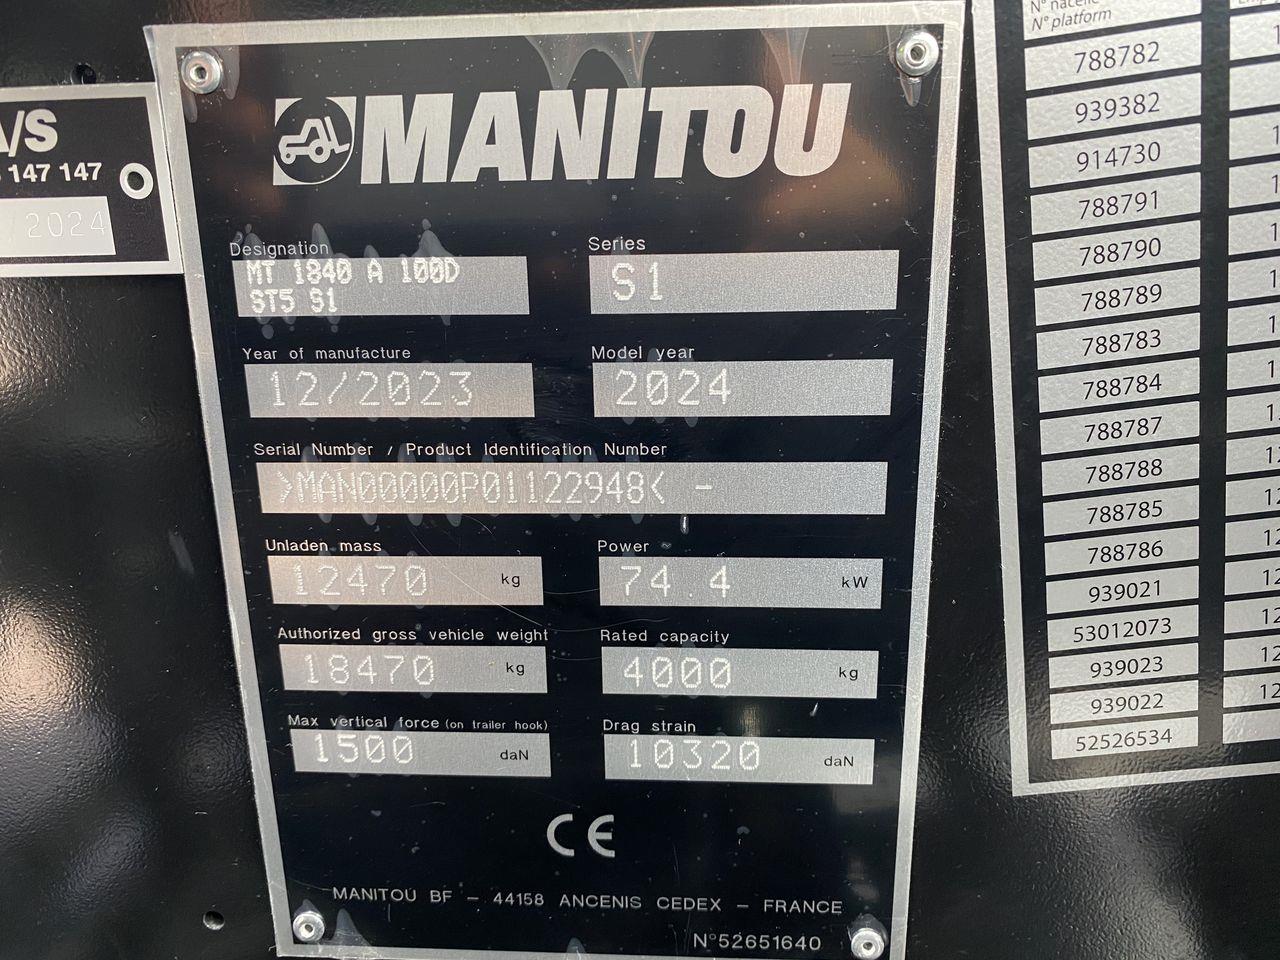 A/S
147 147
2024
MANITOU
Designation
MT 1840 A 100D
ST5 S1
Series
S1
Year of manufacture
12/2023
Model year
2024
Serial Number / Product Identification Number
>MAN00000P01122948< -
Unladen mass
12470 kg
Power
74.4 kW
Authorized gross vehicle weight
18470 kg
Rated capacity
4000 kg
Max vertical force (on trailer hook)
1500 daN
Drag strain
10320 daN
CE
MANITOU BF - 44158 ANCENIS CEDEX - FRANCE
N°52651640
N° nacelle
N° platform
788782
939382
914730
788791
788790
788789
788783
788784
788787
788788
788785
788786
939021
53012073
939023
939022
52526534